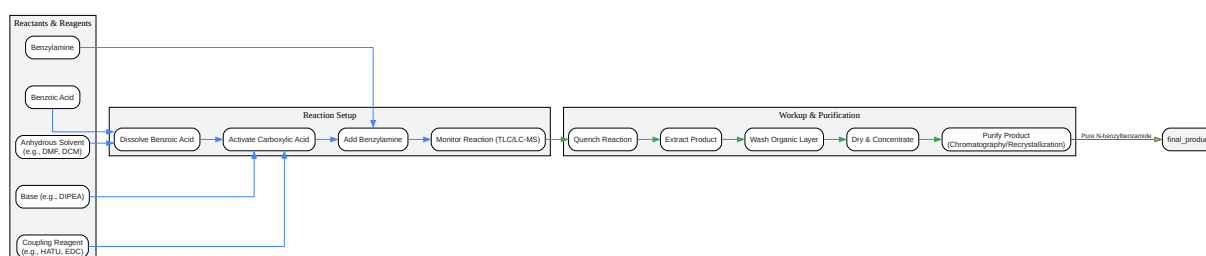 Reactants & Reagents
Benzylamine
Benzoic Acid
Anhydrous Solvent
(e.g., DMF, DCM)
Base (e.g., DIPEA)
Coupling Reagent
(e.g., HATU, EDC)
Reaction Setup
Dissolve Benzoic Acid
Activate Carboxylic Acid
Add Benzylamine
Monitor Reaction (TLC/LC-MS)
Workup & Purification
Quench Reaction
Extract Product
Wash Organic Layer
Dry & Concentrate
Purify Product
(Chromatography/Recrystallization)
Pure N-benzylbenzamide